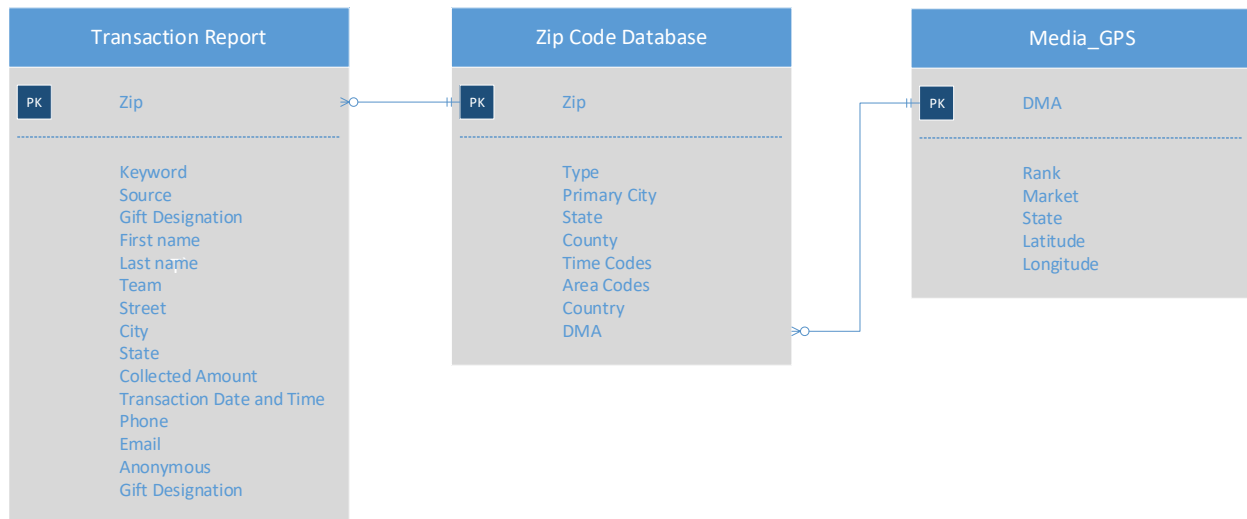 Transaction Report
PK
Zip
Keyword
Source
Gift Designation
First name
Last name
Team
Street
City
State
Collected Amount
Transaction Date and Time
Phone
Email
Anonymous
Gift Designation
Zip Code Database
PK
Zip
Type
Primary City
State
County
Time Codes
Area Codes
Country
DMA
Media_GPS
PK
DMA
Rank
Market
State
Latitude
Longitude